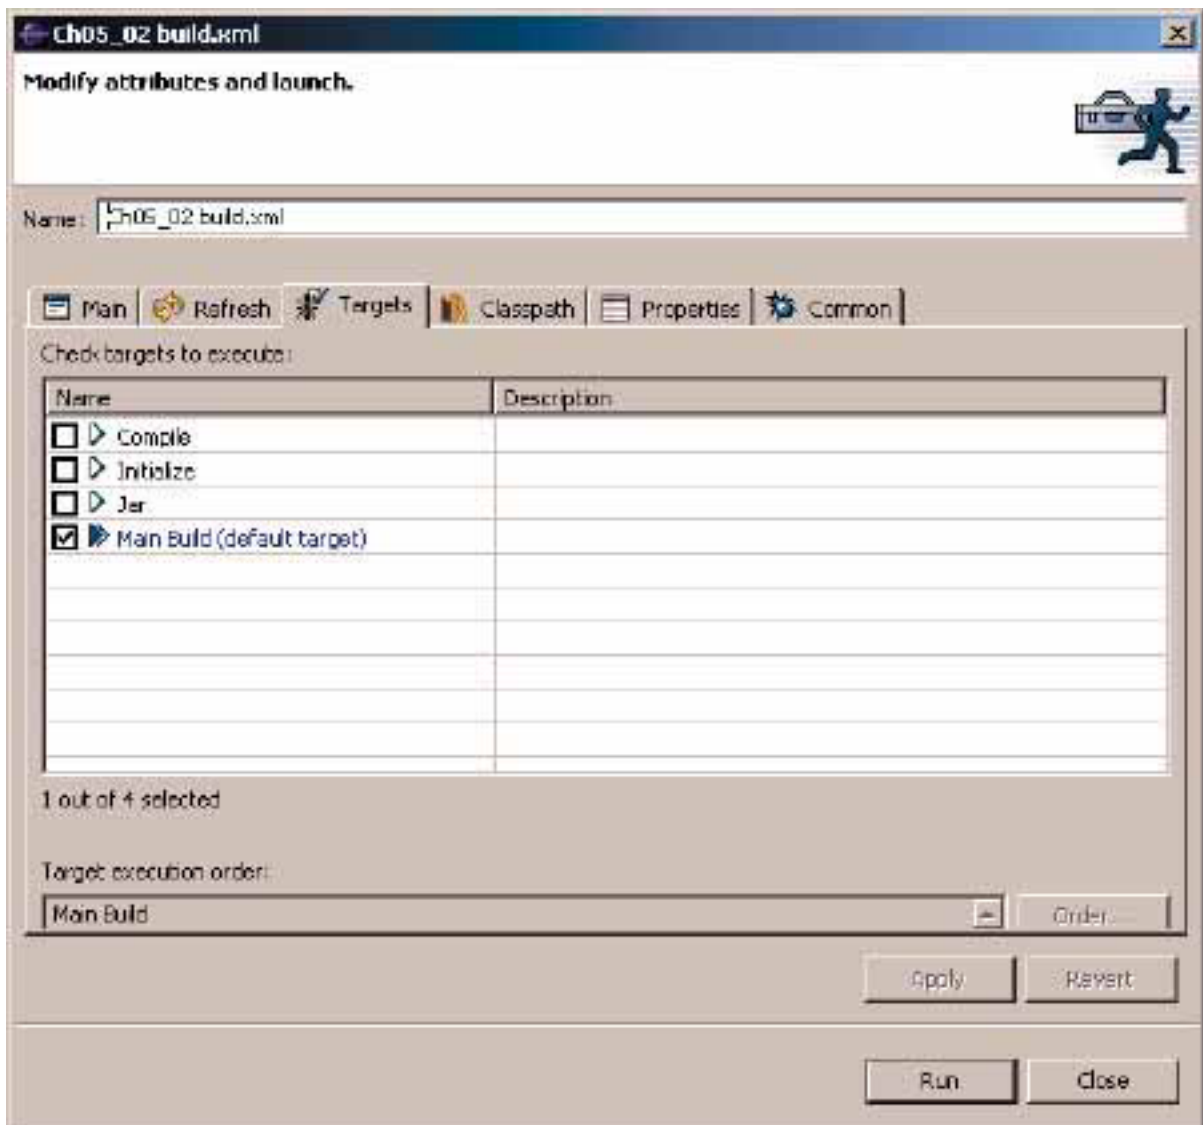 Ch05_02 build.xml
Modify attributes and launch.
Name: Ch05_02 build.xml
Main Refresh Targets Classpath Properties Common
Check targets to execute:
Name Description
Compile
Initialize
Jar
Main Build (default target)
1 out of 4 selected
Target execution order:
Main Build Order...
Apply Revert
Run Close